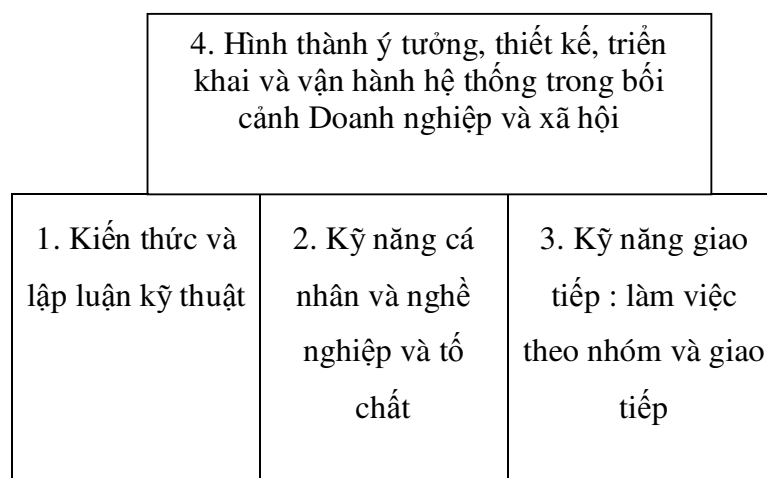 4. Hình thành ý tưởng, thiết kế, triển
khai và vận hành hệ thống trong bối
cảnh Doanh nghiệp và xã hội
1. Kiến thức và
lập luận kỹ thuật
2. Kỹ năng cá
nhân và nghề
nghiệp và tố
chất
3. Kỹ năng giao
tiếp : làm việc
theo nhóm và giao
tiếp